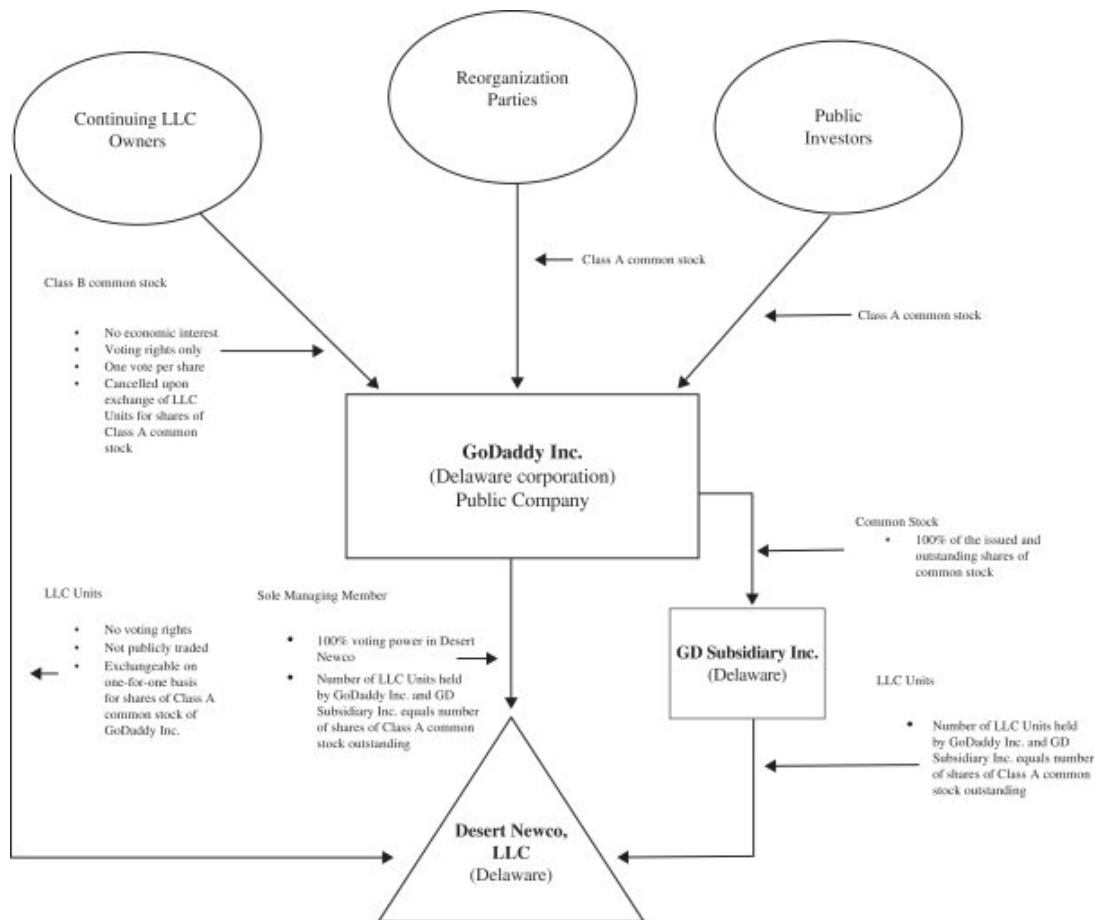 Continuing LLC
Owners
Reorganization
Parties
Public
Investors
Class B common stock
• No economic interest
• Voting rights only
• One vote per share
• Cancelled upon
exchange of LLC
Units for shares of
Class A common
stock
Class A common stock
Class A common stock
GoDaddy Inc.
(Delaware corporation)
Public Company
Common Stock
• 100% of the issued and
outstanding shares of
common stock
LLC Units
• No voting rights
• Not publicly traded
• Exchangeable on
one-for-one basis
for shares of Class A
common stock of
GoDaddy Inc.
Sole Managing Member
• 100% voting power in Desert
Newco
• Number of LLC Units held
by GoDaddy Inc. and GD
Subsidiary Inc. equals number
of shares of Class A common
stock outstanding
GD Subsidiary Inc.
(Delaware)
LLC Units
• Number of LLC Units held
by GoDaddy Inc. and GD
Subsidiary Inc. equals number
of shares of Class A common
stock outstanding
Desert Newco,
LLC
(Delaware)